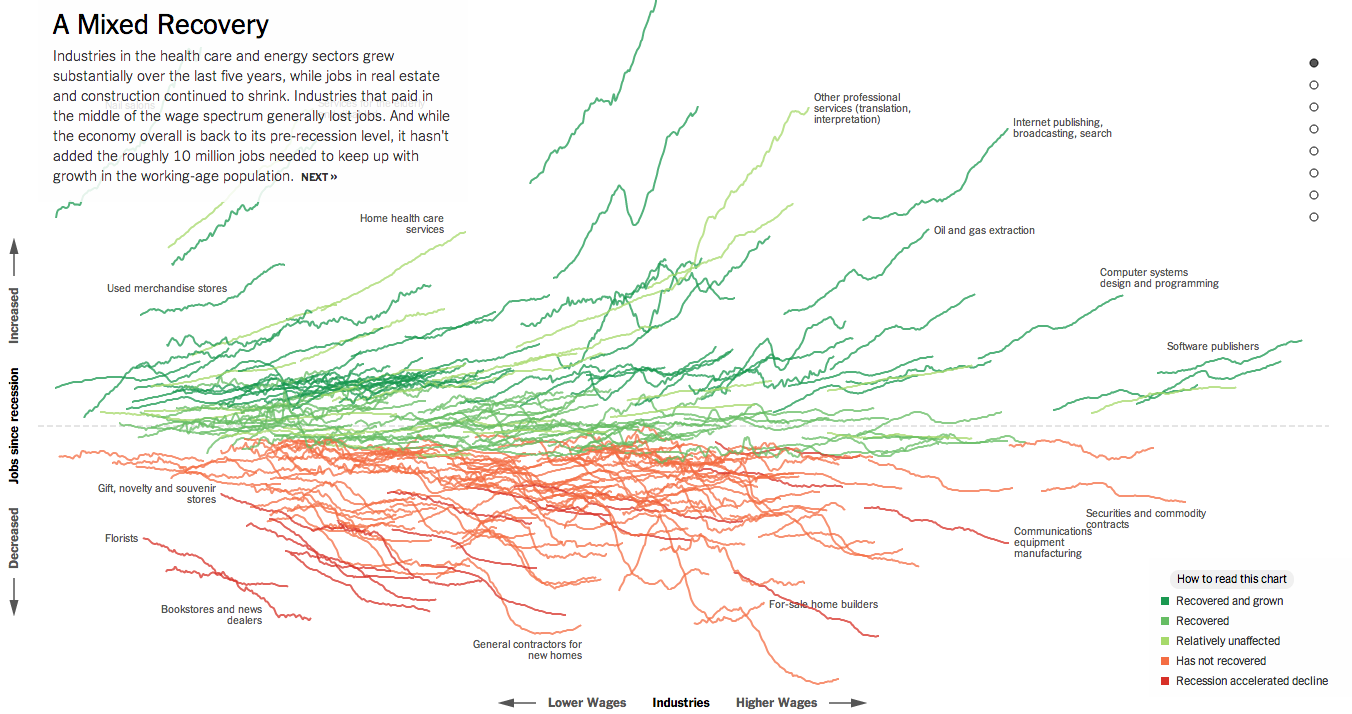 A Mixed Recovery
Industries in the health care and energy sectors grew
substantially over the last five years, while jobs in real estate
and construction continued to shrink. Industries that paid in
the middle of the wage spectrum generally lost jobs. And while
the economy overall is back to its pre-recession level, it hasn't
added the roughly 10 million jobs needed to keep up with
growth in the working-age population. NEXT »
Other professional
services (translation,
interpretation)
Internet publishing,
broadcasting, search
Home health care
services
Oil and gas extraction
Used merchandise stores
Computer systems
design and programming
Software publishers
Increased
Jobs since recession
Decreased
Gift, novelty and souvenir
stores
Florists
Bookstores and news
dealers
General contractors for
new homes
For-sale home builders
Securities and commodity
contracts
Communications
equipment
manufacturing
How to read this chart
Recovered and grown
Recovered
Relatively unaffected
Has not recovered
Recession accelerated decline
Lower Wages Industries Higher Wages